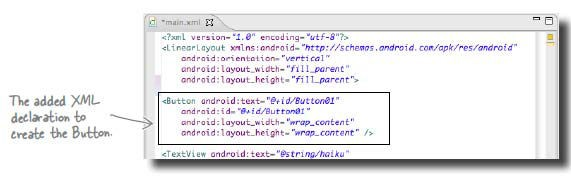 *main.xml
<?xml version="1.0" encoding="utf-8"?>
<LinearLayout xmlns:android="http://schemas.android.com/apk/res/android"
android:orientation="vertical"
android:layout_width="fill_parent"
android:layout_height="fill_parent">
<Button android:text="@+id/Button01"
android:id="@+id/Button01"
android:layout_width="wrap_content"
android:layout_height="wrap_content" />
<TextView android:text="@string/haiku"
The added XML
declaration to
create the Button.